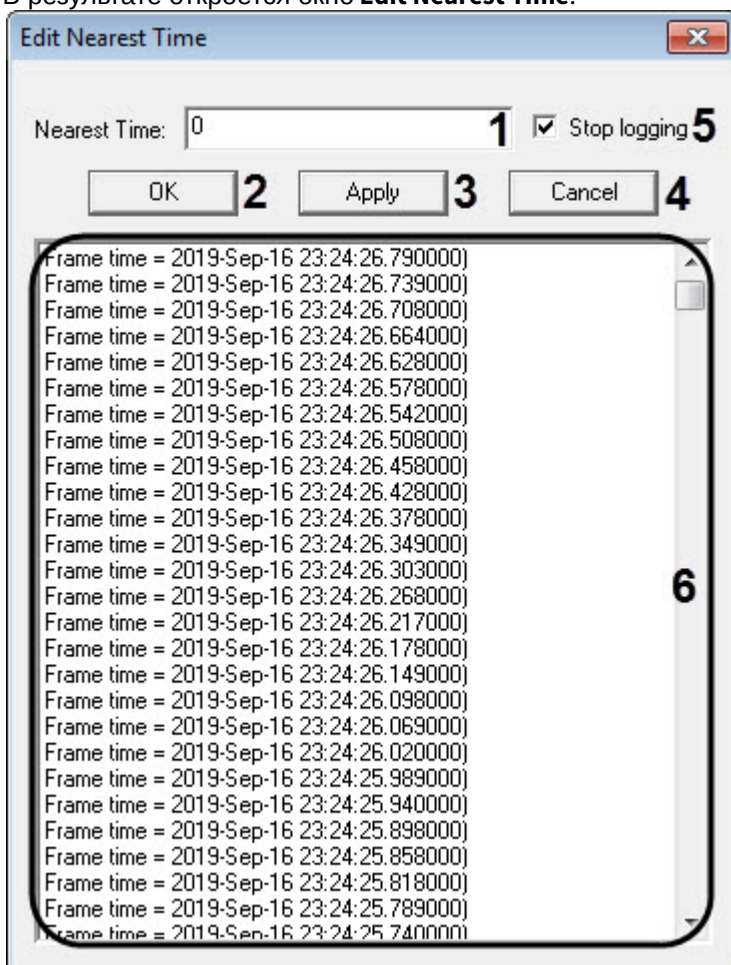 В результате откроется окно Edit Nearest Time.
Edit Nearest Time
Nearest Time: 0 1 Stop logging 5
OK 2 Apply 3 Cancel 4
Frame time = 2019-Sep-16 23:24:26.790000)
Frame time = 2019-Sep-16 23:24:26.739000)
Frame time = 2019-Sep-16 23:24:26.708000)
Frame time = 2019-Sep-16 23:24:26.664000)
Frame time = 2019-Sep-16 23:24:26.628000)
Frame time = 2019-Sep-16 23:24:26.578000)
Frame time = 2019-Sep-16 23:24:26.542000)
Frame time = 2019-Sep-16 23:24:26.508000)
Frame time = 2019-Sep-16 23:24:26.458000)
Frame time = 2019-Sep-16 23:24:26.428000)
Frame time = 2019-Sep-16 23:24:26.378000)
Frame time = 2019-Sep-16 23:24:26.349000)
Frame time = 2019-Sep-16 23:24:26.303000)
Frame time = 2019-Sep-16 23:24:26.268000)
Frame time = 2019-Sep-16 23:24:26.217000)
Frame time = 2019-Sep-16 23:24:26.178000)
Frame time = 2019-Sep-16 23:24:26.149000)
Frame time = 2019-Sep-16 23:24:26.098000)
Frame time = 2019-Sep-16 23:24:26.069000)
Frame time = 2019-Sep-16 23:24:26.020000)
Frame time = 2019-Sep-16 23:24:25.989000)
Frame time = 2019-Sep-16 23:24:25.940000)
Frame time = 2019-Sep-16 23:24:25.898000)
Frame time = 2019-Sep-16 23:24:25.858000)
Frame time = 2019-Sep-16 23:24:25.818000)
Frame time = 2019-Sep-16 23:24:25.789000)
Frame time = 2019-Sep-16 23:24:25.740000)
6